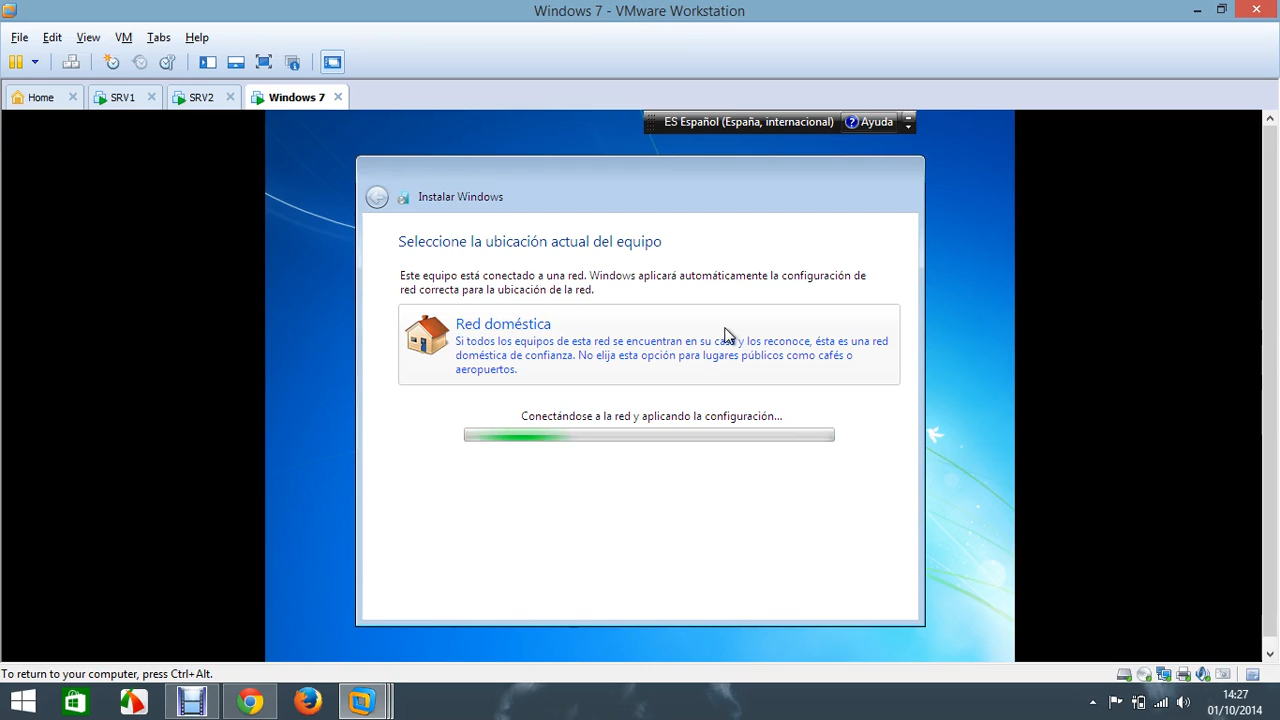 Windows 7 - VMware Workstation
File Edit View VM Tabs Help
Home SRV1 SRV2 Windows 7
ES Español (España, internacional) Ayuda
Instalar Windows
Seleccione la ubicación actual del equipo
Este equipo está conectado a una red. Windows aplicará automáticamente la configuración de
red correcta para la ubicación de la red.
Red doméstica
Si todos los equipos de esta red se encuentran en su casa y los reconoce, ésta es una red
doméstica de confianza. No elija esta opción para lugares públicos como cafés o
aeropuertos.
Conectándose a la red y aplicando la configuración...
To return to your computer, press Ctrl+Alt.
14:27
01/10/2014